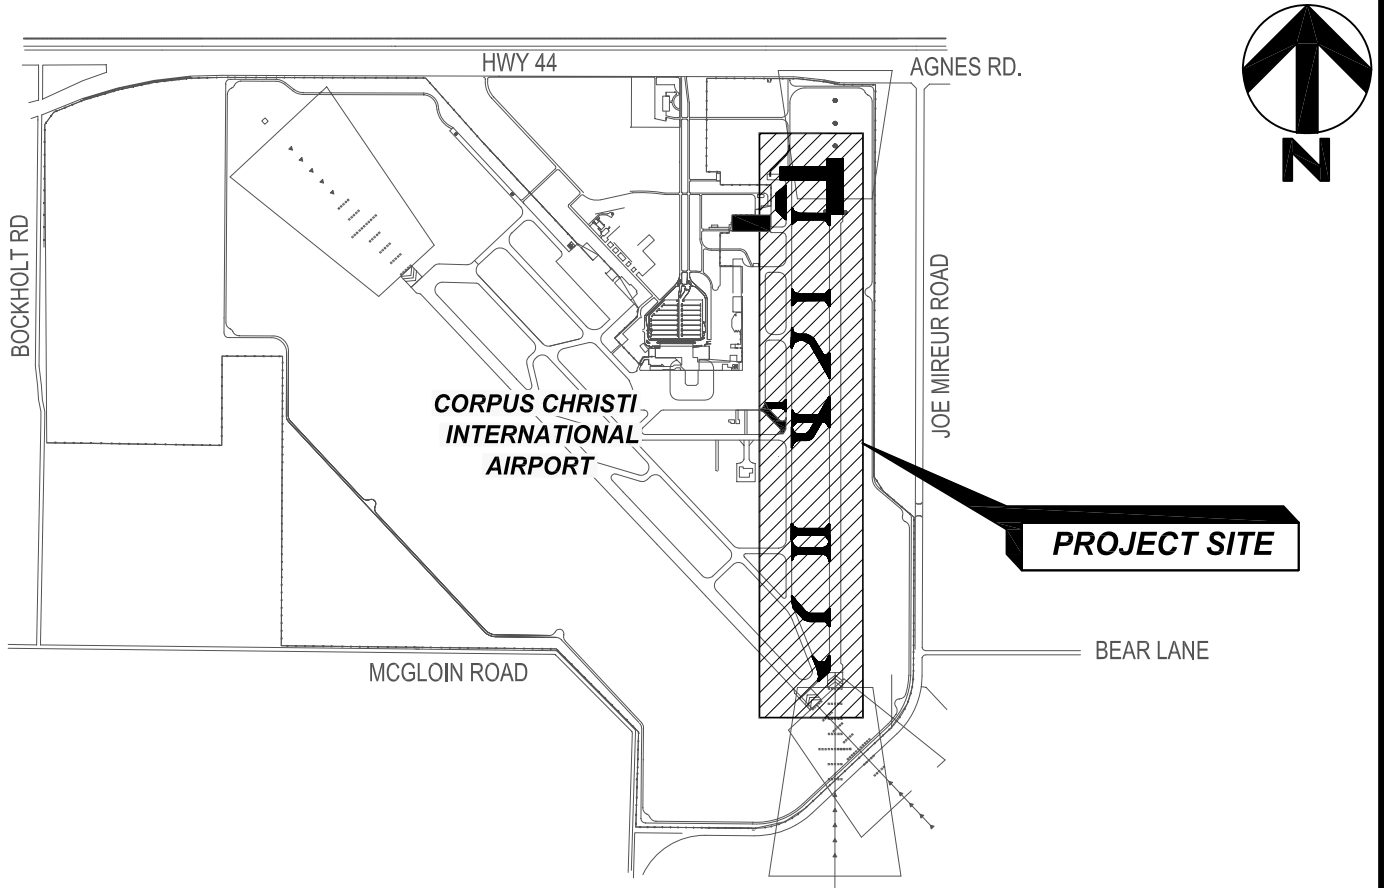 HWY 44
AGNES RD.
N
BOCKHOLT RD
JOE MIREUR ROAD
CORPUS CHRISTI
INTERNATIONAL
AIRPORT
PROJECT SITE
BEAR LANE
MCGLOIN ROAD